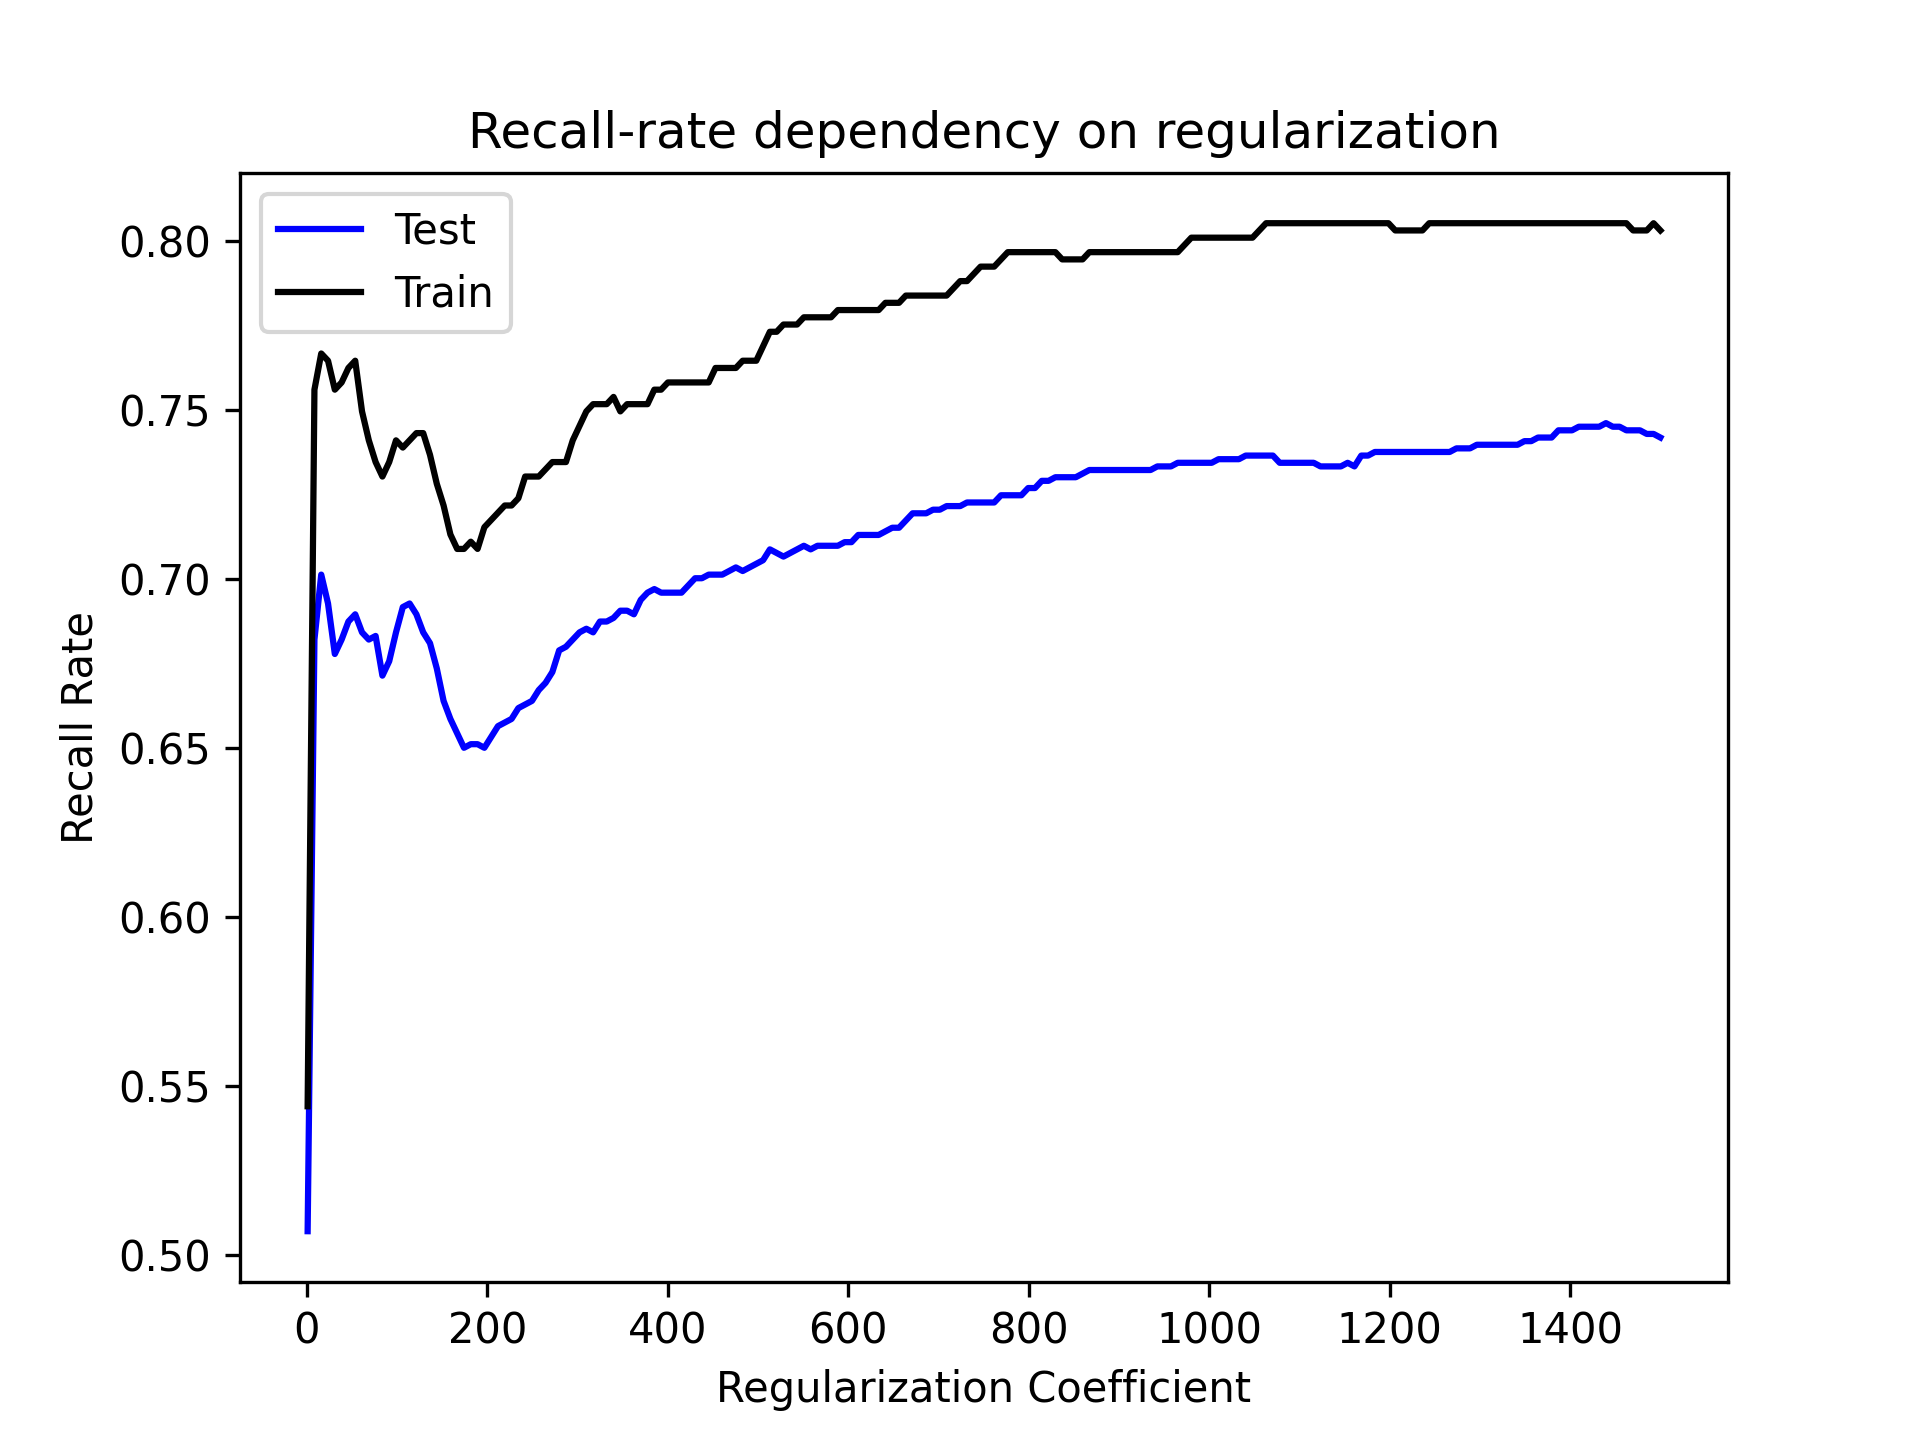 Recall-rate dependency on regularization
Test
Train
0.80
0.75
0.70
0.65
0.60
0.55
0.50
Recall Rate
0 200 400 600 800 1000 1200 1400
Regularization Coefficient